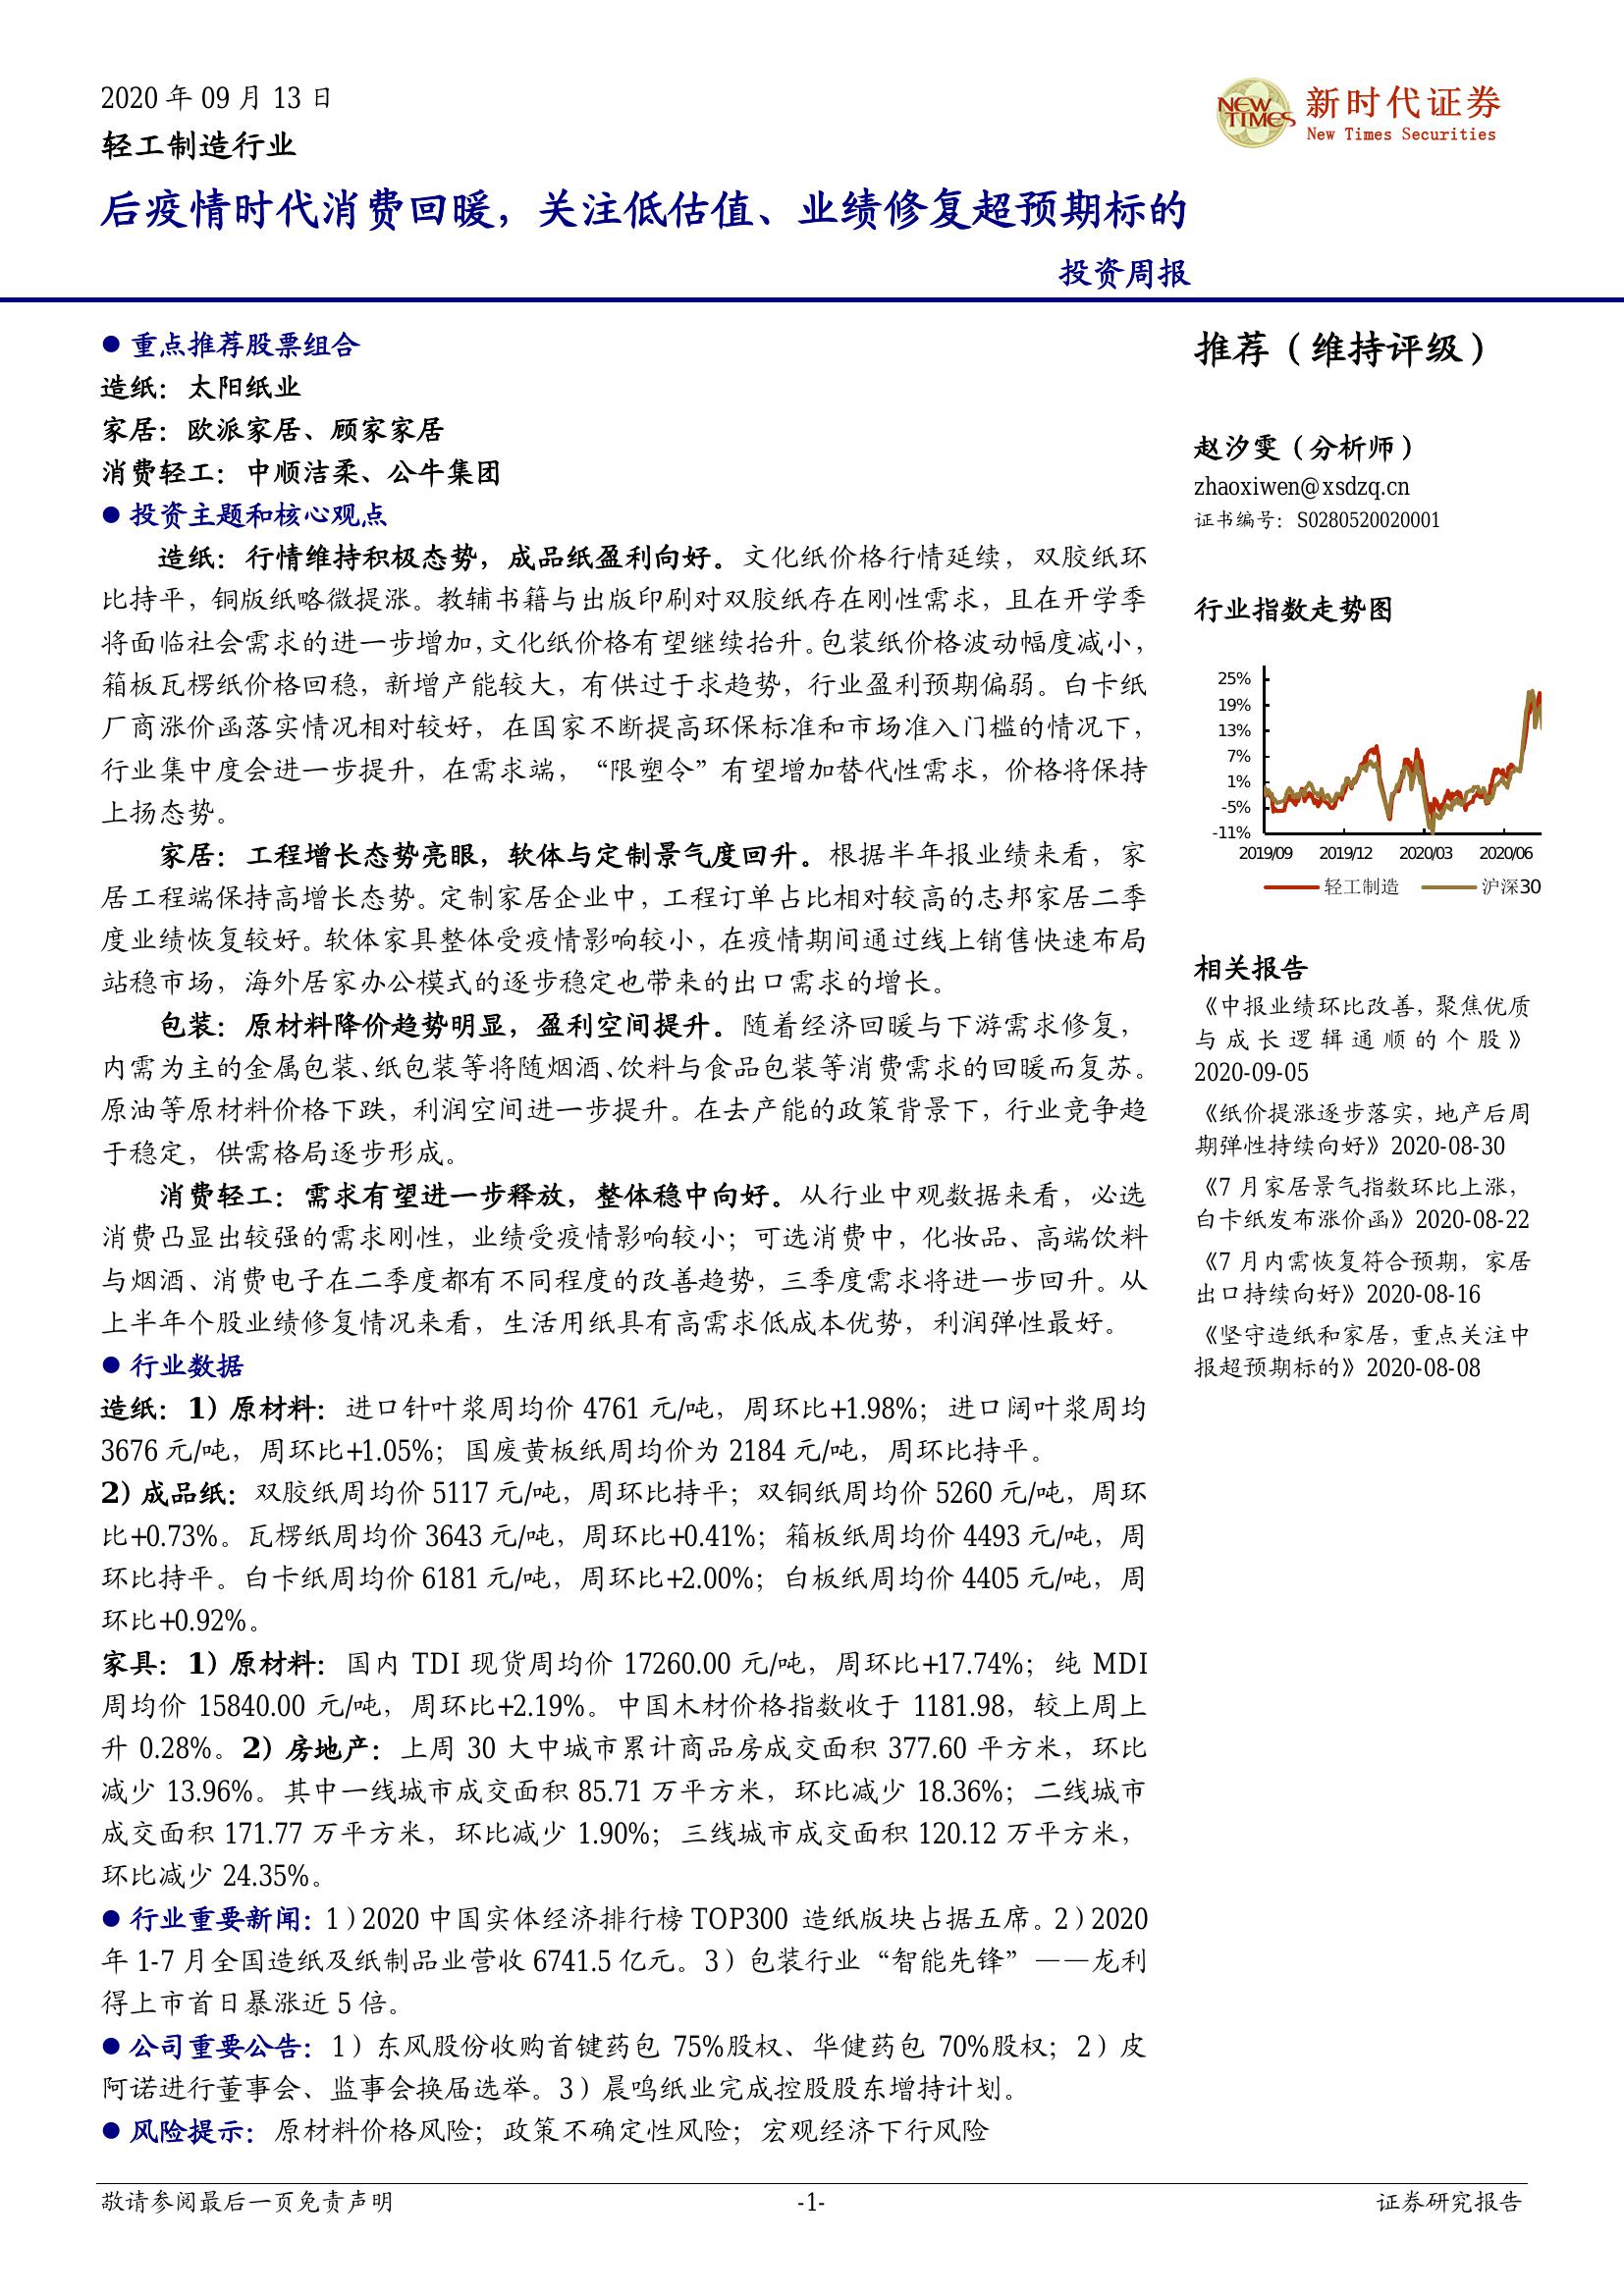 2020 年 09 月 13 日
轻工制造行业
NEW TIMES
新时代证券
New Times Securities
后疫情时代消费回暖，关注低估值、业绩修复超预期标的
投资周报
● 重点推荐股票组合
造纸：太阳纸业
家居：欧派家居、顾家家居
消费轻工：中顺洁柔、公牛集团
● 投资主题和核心观点
造纸：行情维持积极态势，成品纸盈利向好。文化纸价格行情延续，双胶纸环
比持平，铜版纸略微提涨。教辅书籍与出版印刷对双胶纸存在刚性需求，且在开学季
将面临社会需求的进一步增加，文化纸价格有望继续抬升。包装纸价格波动幅度减小，
箱板瓦楞纸价格回稳，新增产能较大，有供过于求趋势，行业盈利预期偏弱。白卡纸
厂商涨价函落实情况相对较好，在国家不断提高环保标准和市场准入门槛的情况下，
行业集中度会进一步提升，在需求端，“限塑令”有望增加替代性需求，价格将保持
上扬态势。
家居：工程增长态势亮眼，软体与定制景气度回升。根据半年报业绩来看，家
居工程端保持高增长态势。定制家居企业中，工程订单占比相对较高的志邦家居二季
度业绩恢复较好。软体家具整体受疫情影响较小，在疫情期间通过线上销售快速布局
站稳市场，海外居家办公模式的逐步稳定也带来的出口需求的增长。
包装：原材料降价趋势明显，盈利空间提升。随着经济回暖与下游需求修复，
内需为主的金属包装、纸包装等将随烟酒、饮料与食品包装等消费需求的回暖而复苏。
原油等原材料价格下跌，利润空间进一步提升。在去产能的政策背景下，行业竞争趋
于稳定，供需格局逐步形成。
消费轻工：需求有望进一步释放，整体稳中向好。从行业中观数据来看，必选
消费凸显出较强的需求刚性，业绩受疫情影响较小；可选消费中，化妆品、高端饮料
与烟酒、消费电子在二季度都有不同程度的改善趋势，三季度需求将进一步回升。从
上半年个股业绩修复情况来看，生活用纸具有高需求低成本优势，利润弹性最好。
● 行业数据
造纸：1）原材料：进口针叶浆周均价 4761 元/吨，周环比+1.98%；进口阔叶浆周均
3676 元/吨，周环比+1.05%；国废黄板纸周均价为 2184 元/吨，周环比持平。
2）成品纸：双胶纸周均价 5117 元/吨，周环比持平；双铜纸周均价 5260 元/吨，周环
比+0.73%。瓦楞纸周均价 3643 元/吨，周环比+0.41%；箱板纸周均价 4493 元/吨，周
环比持平。白卡纸周均价 6181 元/吨，周环比+2.00%；白板纸周均价 4405 元/吨，周
环比+0.92%。
家具：1）原材料：国内 TDI 现货周均价 17260.00 元/吨，周环比+17.74%；纯 MDI
周均价 15840.00 元/吨，周环比+2.19%。中国木材价格指数收于 1181.98，较上周上
升 0.28%。2）房地产：上周 30 大中城市累计商品房成交面积 377.60 平方米，环比
减少 13.96%。其中一线城市成交面积 85.71 万平方米，环比减少 18.36%；二线城市
成交面积 171.77 万平方米，环比减少 1.90%；三线城市成交面积 120.12 万平方米，
环比减少 24.35%。
● 行业重要新闻：1）2020 中国实体经济排行榜 TOP300 造纸版块占据五席。2）2020
年 1-7 月全国造纸及纸制品业营收 6741.5 亿元。3）包装行业“智能先锋”——龙利
得上市首日暴涨近 5 倍。
● 公司重要公告：1）东风股份收购首键药包 75%股权、华健药包 70%股权；2）皮
阿诺进行董事会、监事会换届选举。3）晨鸣纸业完成控股股东增持计划。
● 风险提示：原材料价格风险；政策不确定性风险；宏观经济下行风险
推荐（维持评级）
赵汐雯（分析师）
zhaoxiwen@xsdzq.cn
证书编号：S0280520020001
行业指数走势图
25%
19%
13%
7%
1%
-5%
-11%
2019/09 2019/12 2020/03 2020/06
轻工制造 沪深30
相关报告
《中报业绩环比改善，聚焦优质
与成长逻辑通顺的个股》
2020-09-05
《纸价提涨逐步落实，地产后周
期弹性持续向好》2020-08-30
《7 月家居景气指数环比上涨，
白卡纸发布涨价函》2020-08-22
《7 月内需恢复符合预期，家居
出口持续向好》2020-08-16
《坚守造纸和家居，重点关注中
报超预期标的》2020-08-08
敬请参阅最后一页免责声明
-1-
证券研究报告